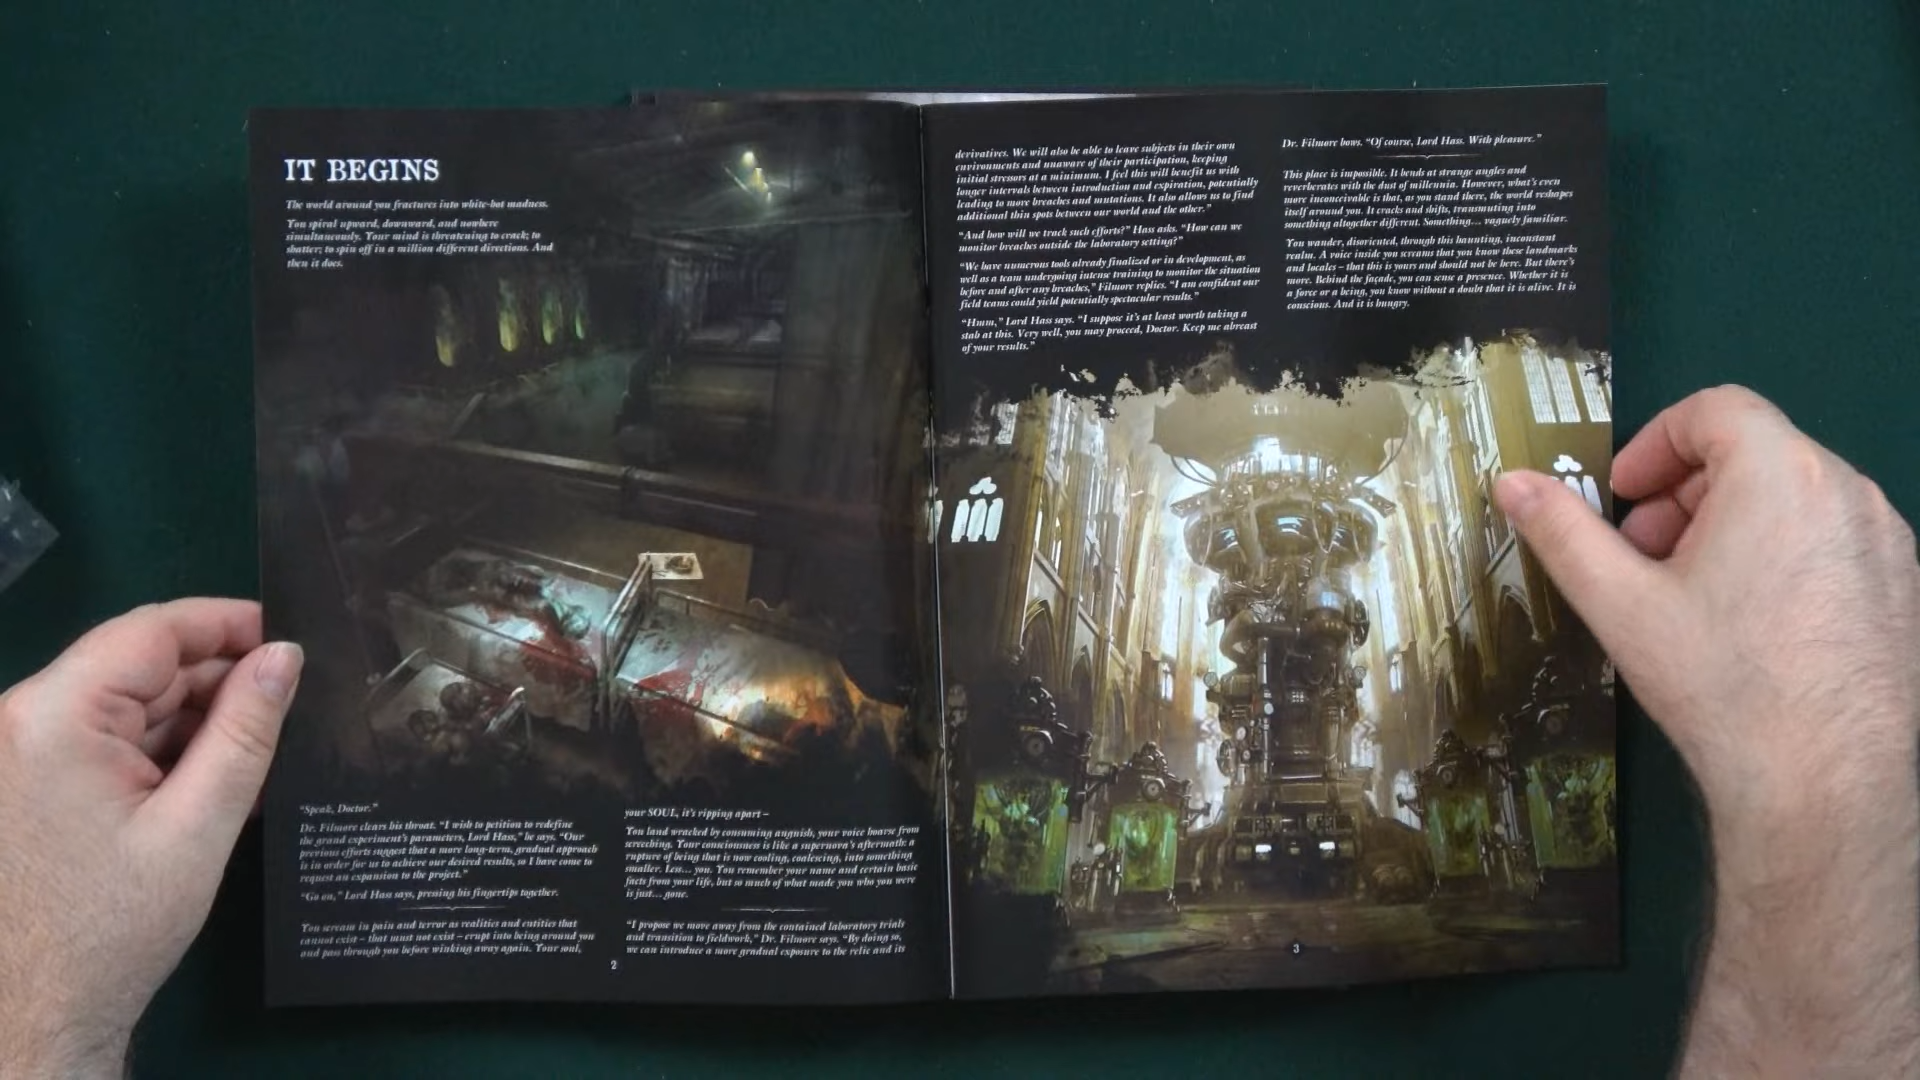 IT BEGINS
The world around you fractures into white-hot madness.
You spiral upward, downward, and nowhere
simultaneously. Your mind is threatening to crack; to
shatter; to spin off in a million different directions. And
then it does.
"Speak, Doctor."
Dr. Filmore clears his throat. "I wish to petition to redefine
the grand experiment's parameters, Lord Hass," he says. "Our
previous efforts suggest that a more long-term, gradual approach
is in order for us to achieve our desired results, so I have come to
request an expansion to the project."
"Go on," Lord Hass says, pressing his fingertips together.
You scream in pain and terror as realities and entities that
cannot exist – that must not exist – erupt into being around you
and pass through you before winking away again. Your soul,
2
your SOUL, it's ripping apart –
You land wracked by consuming anguish, your voice hoarse from
screeching. Your consciousness is like a supernova's aftermath: a
rupture of being that is now cooling, coalescing, into something
smaller. Less... you. You remember your name and certain basic
facts from your life, but so much of what made you who you were
is just... gone.
"I propose we move away from the contained laboratory trials
and transition to fieldwork," Dr. Filmore says. "By doing so,
we can introduce a more gradual exposure to the relic and its
derivatives. We will also be able to leave subjects in their own
environments and unaware of their participation, keeping
initial stressors at a minimum. I feel this will benefit us with
longer intervals between introduction and expiration, potentially
leading to more breaches and mutations. It also allows us to find
additional thin spots between our world and the other."
"And how will we track such efforts?" Hass asks. "How can we
monitor breaches outside the laboratory setting?"
"We have numerous tools already finalized or in development, as
well as a team undergoing intense training to monitor the situation
before and after any breaches," Filmore replies. "I am confident our
field teams could yield potentially spectacular results."
"Hmm," Lord Hass says. "I suppose it's at least worth taking a
stab at this. Very well, you may proceed, Doctor. Keep me abreast
of your results."
Dr. Filmore bows. "Of course, Lord Hass. With pleasure."
This place is impossible. It bends at strange angles and
reverberates with the dust of millennia. However, what's even
more inconceivable is that, as you stand there, the world reshapes
itself around you. It cracks and shifts, transmuting into
something altogether different. Something... vaguely familiar.
You wander, disoriented, through this haunting, inconstant
realm. A voice inside you screams that you know these landmarks
and locales – that this is yours and should not be here. But there's
more. Behind the façade, you can sense a presence. Whether it is
a force or a being, you know without a doubt that it is alive. It is
conscious. And it is hungry.
3